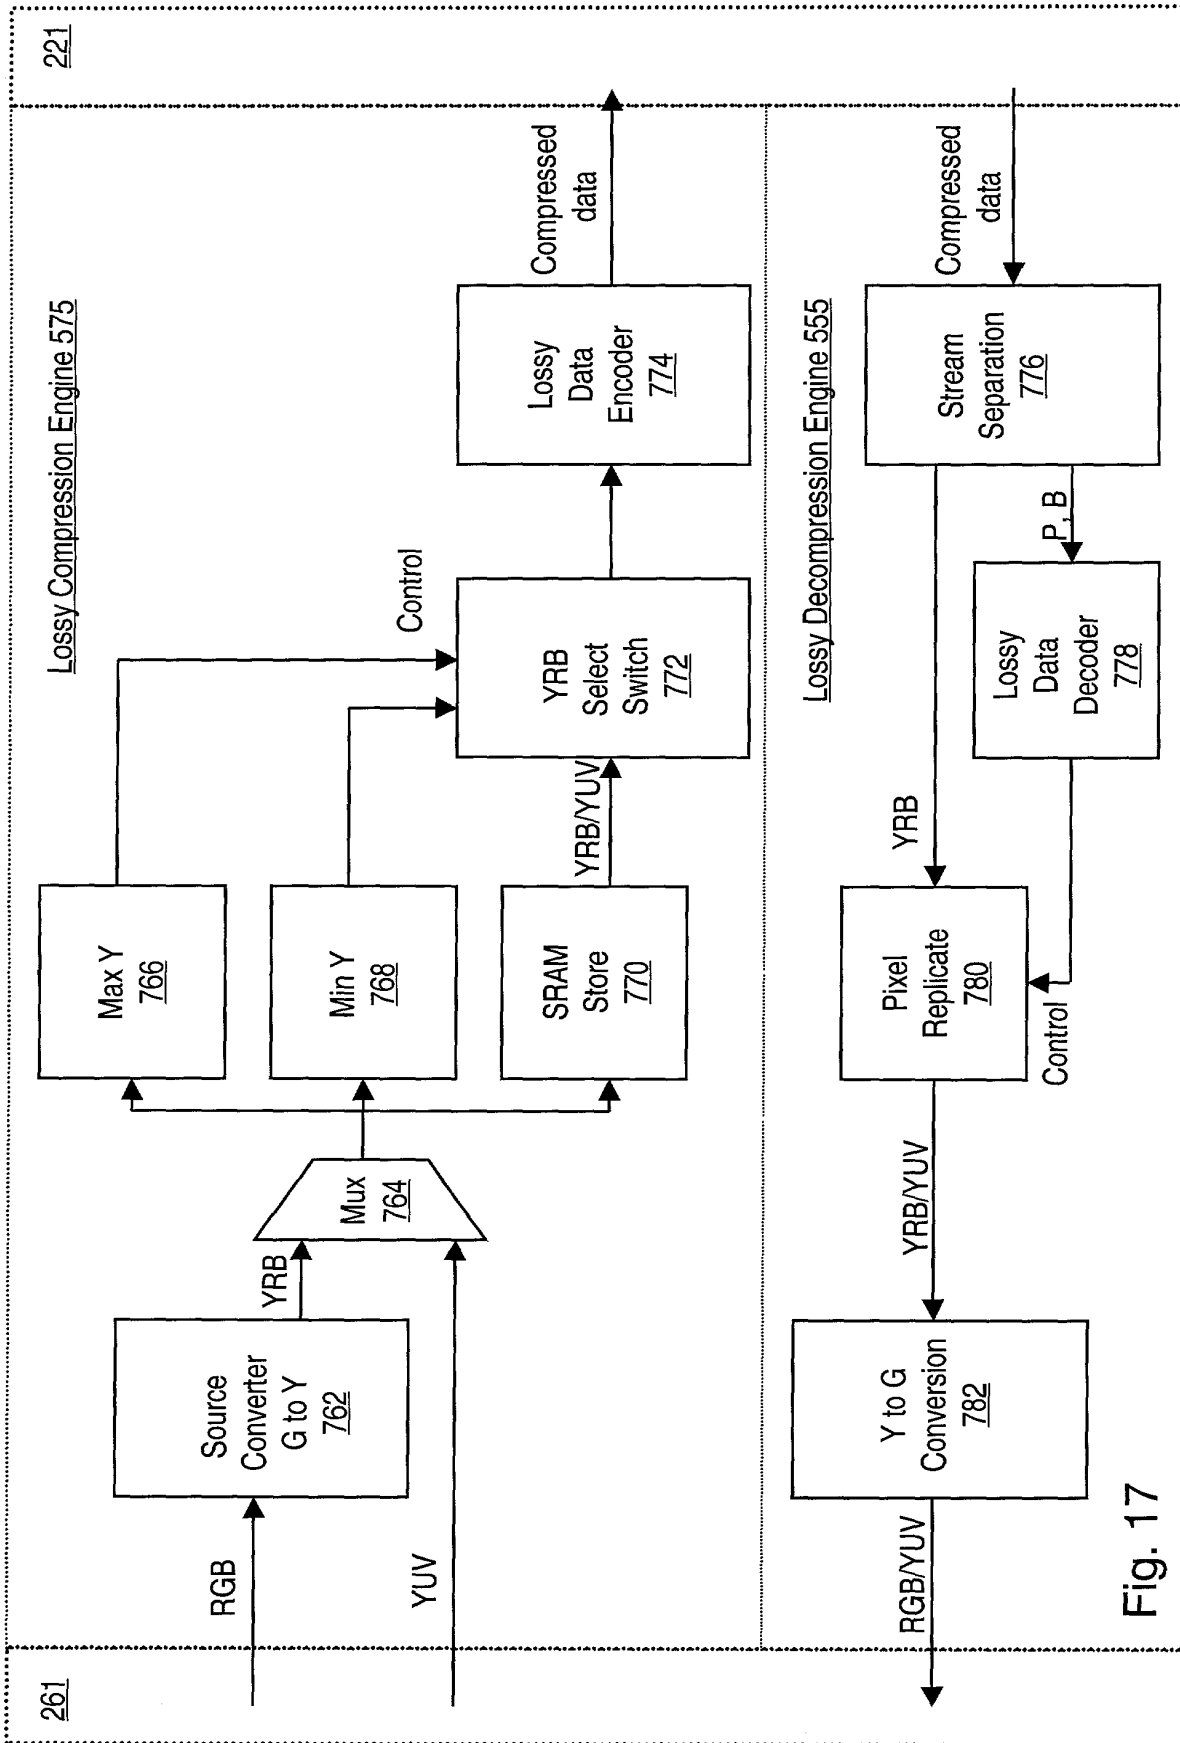 261
221
Lossy Compression Engine 575
RGB
YUV
Source
Converter
G to Y
762
YRB
Mux
764
Max Y
766
Min Y
768
SRAM
Store
770
YRB/YUV
Control
YRB
Select
Switch
772
Lossy
Data
Encoder
774
Compressed
data
Lossy Decompression Engine 555
RGB/YUV
Y to G
Conversion
782
YRB/YUV
Pixel
Replicate
780
YRB
Control
Lossy
Data
Decoder
778
P, B
Stream
Separation
776
Compressed
data
Fig. 17